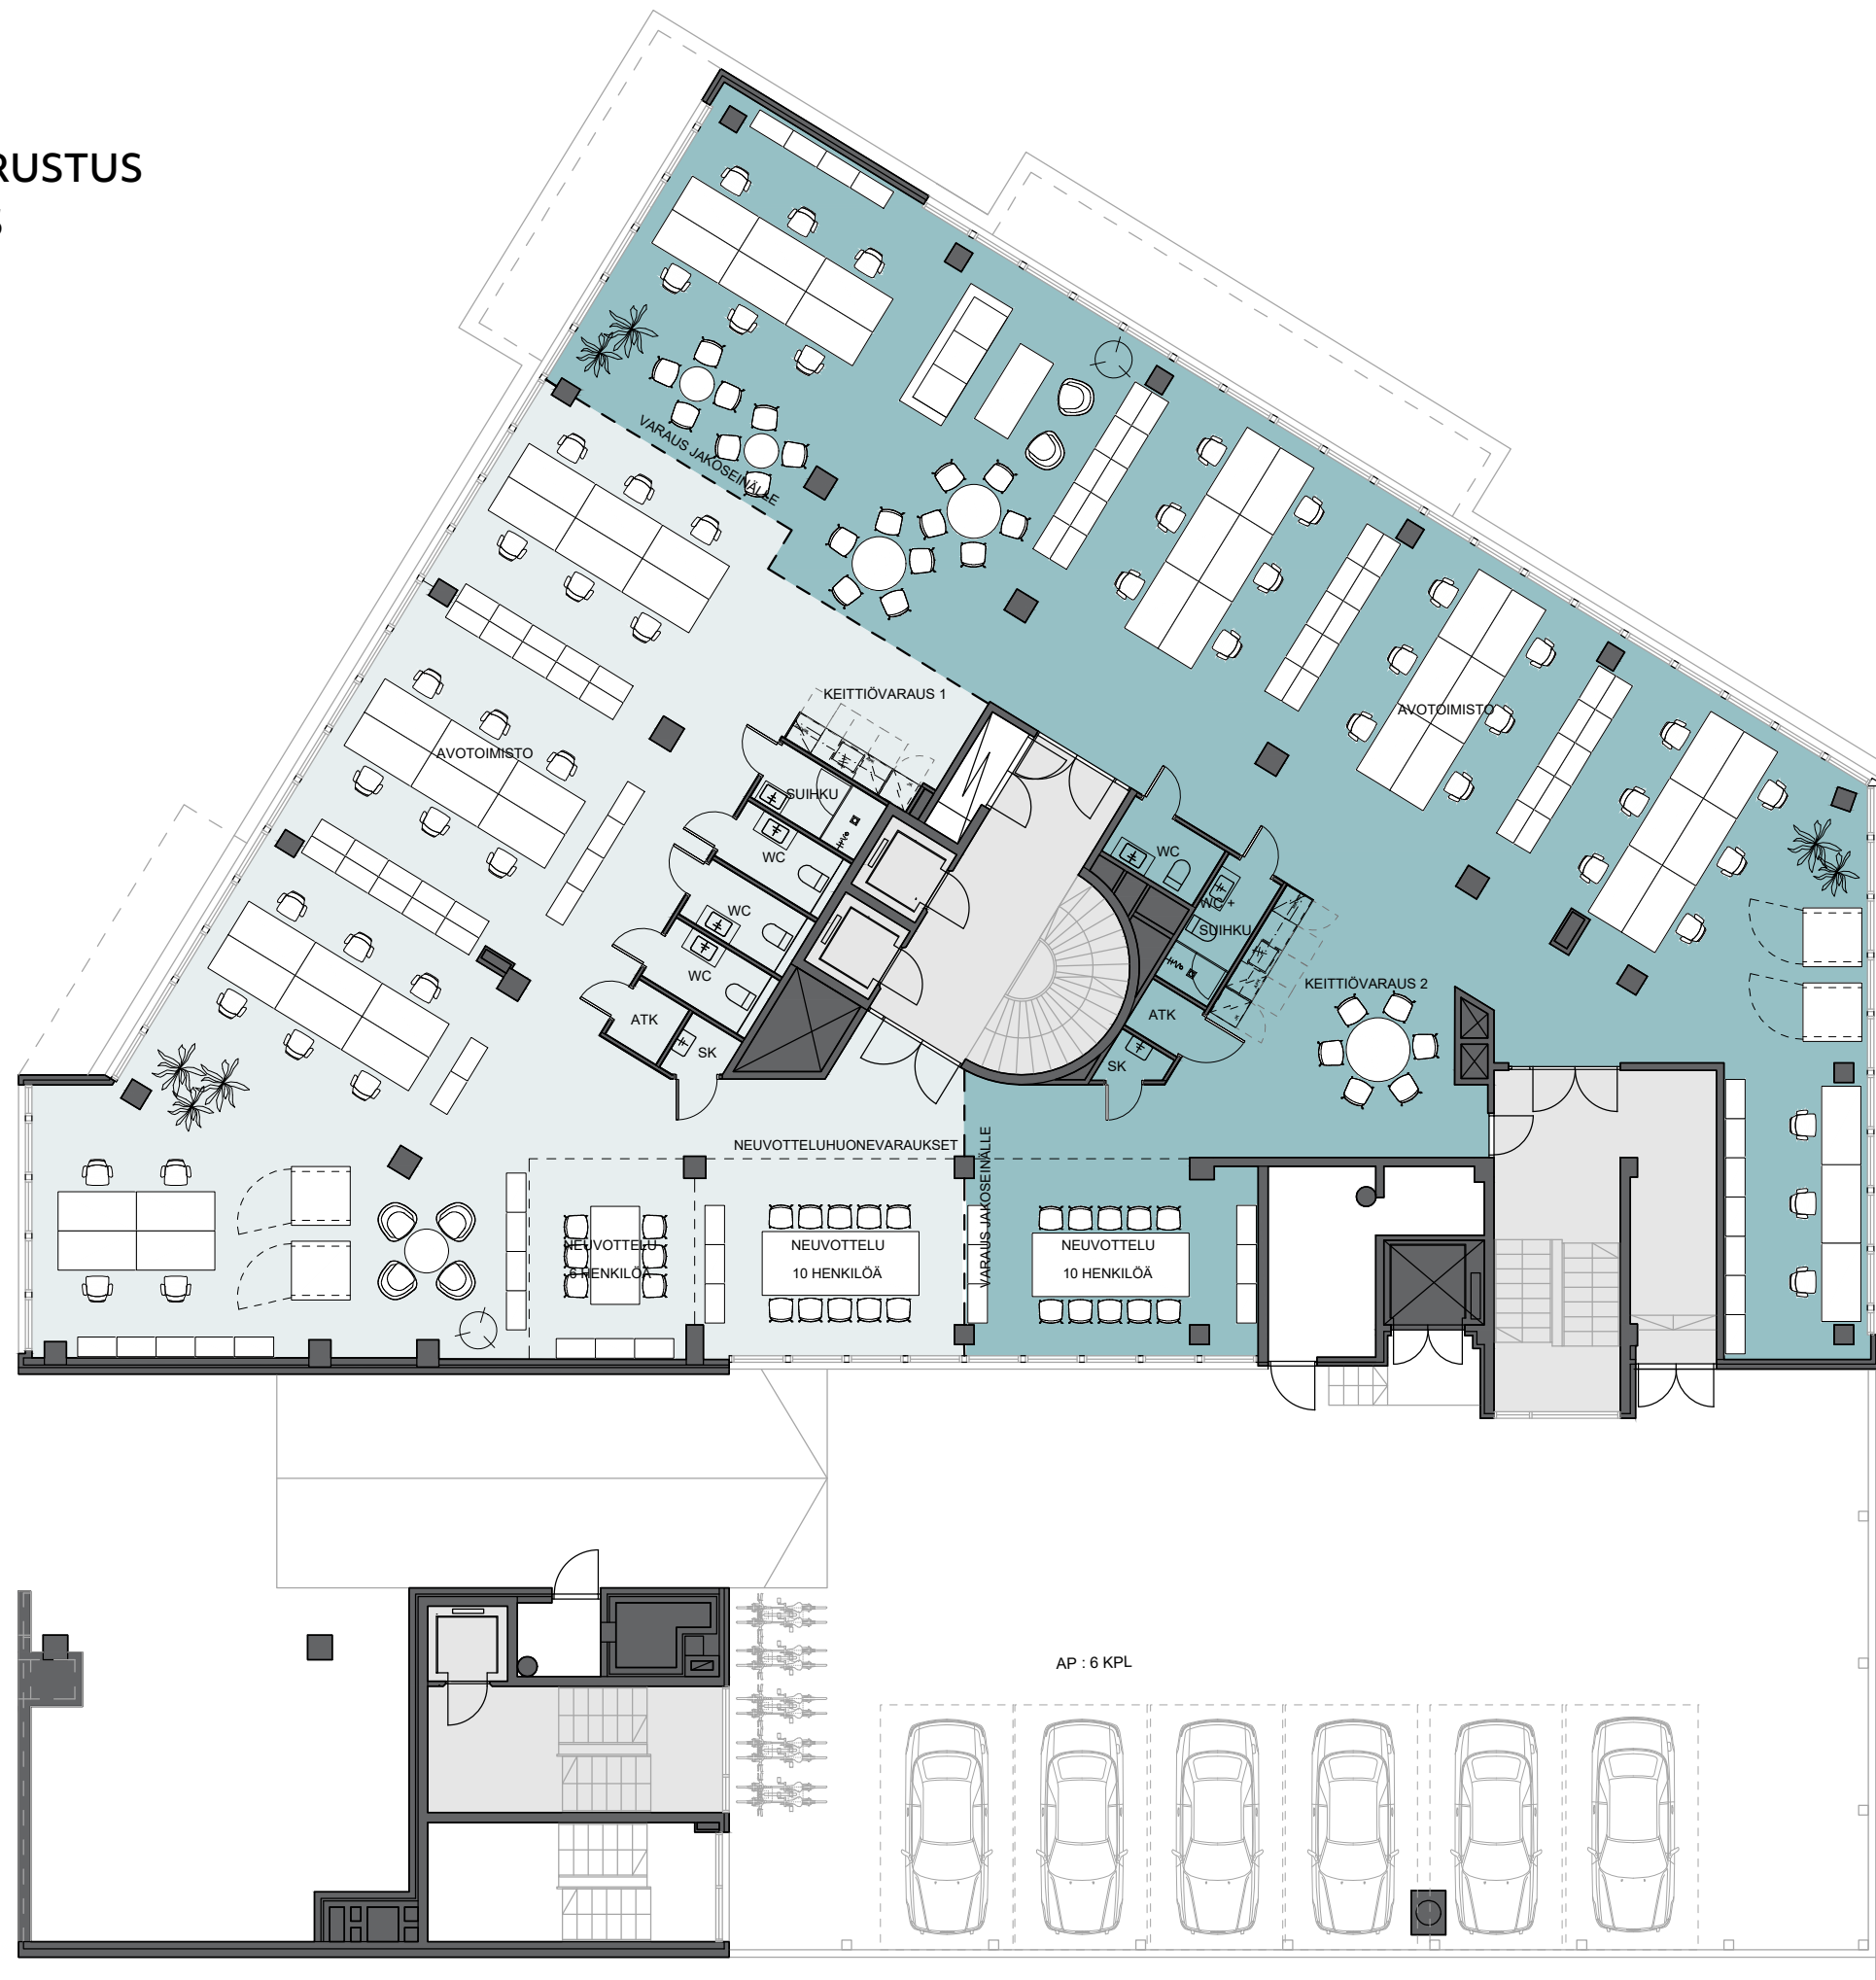 RUSTUS
VARAUS JAKOSEINÄLLE
KEITTIÖVARAUS 1
AVOTOIMISTO
AVOTOIMISTO
SUIHKU
WC
WC
WC
WC +
SUIHKU
WC
KEITTIÖVARAUS 2
ATK
ATK
SK
SK
NEUVOTTELUHUONEVARAUKSET
VARAUS JAKOSEINÄLLE
NEUVOTTELU
6 HENKILÖÄ
NEUVOTTELU
10 HENKILÖÄ
NEUVOTTELU
10 HENKILÖÄ
AP : 6 KPL